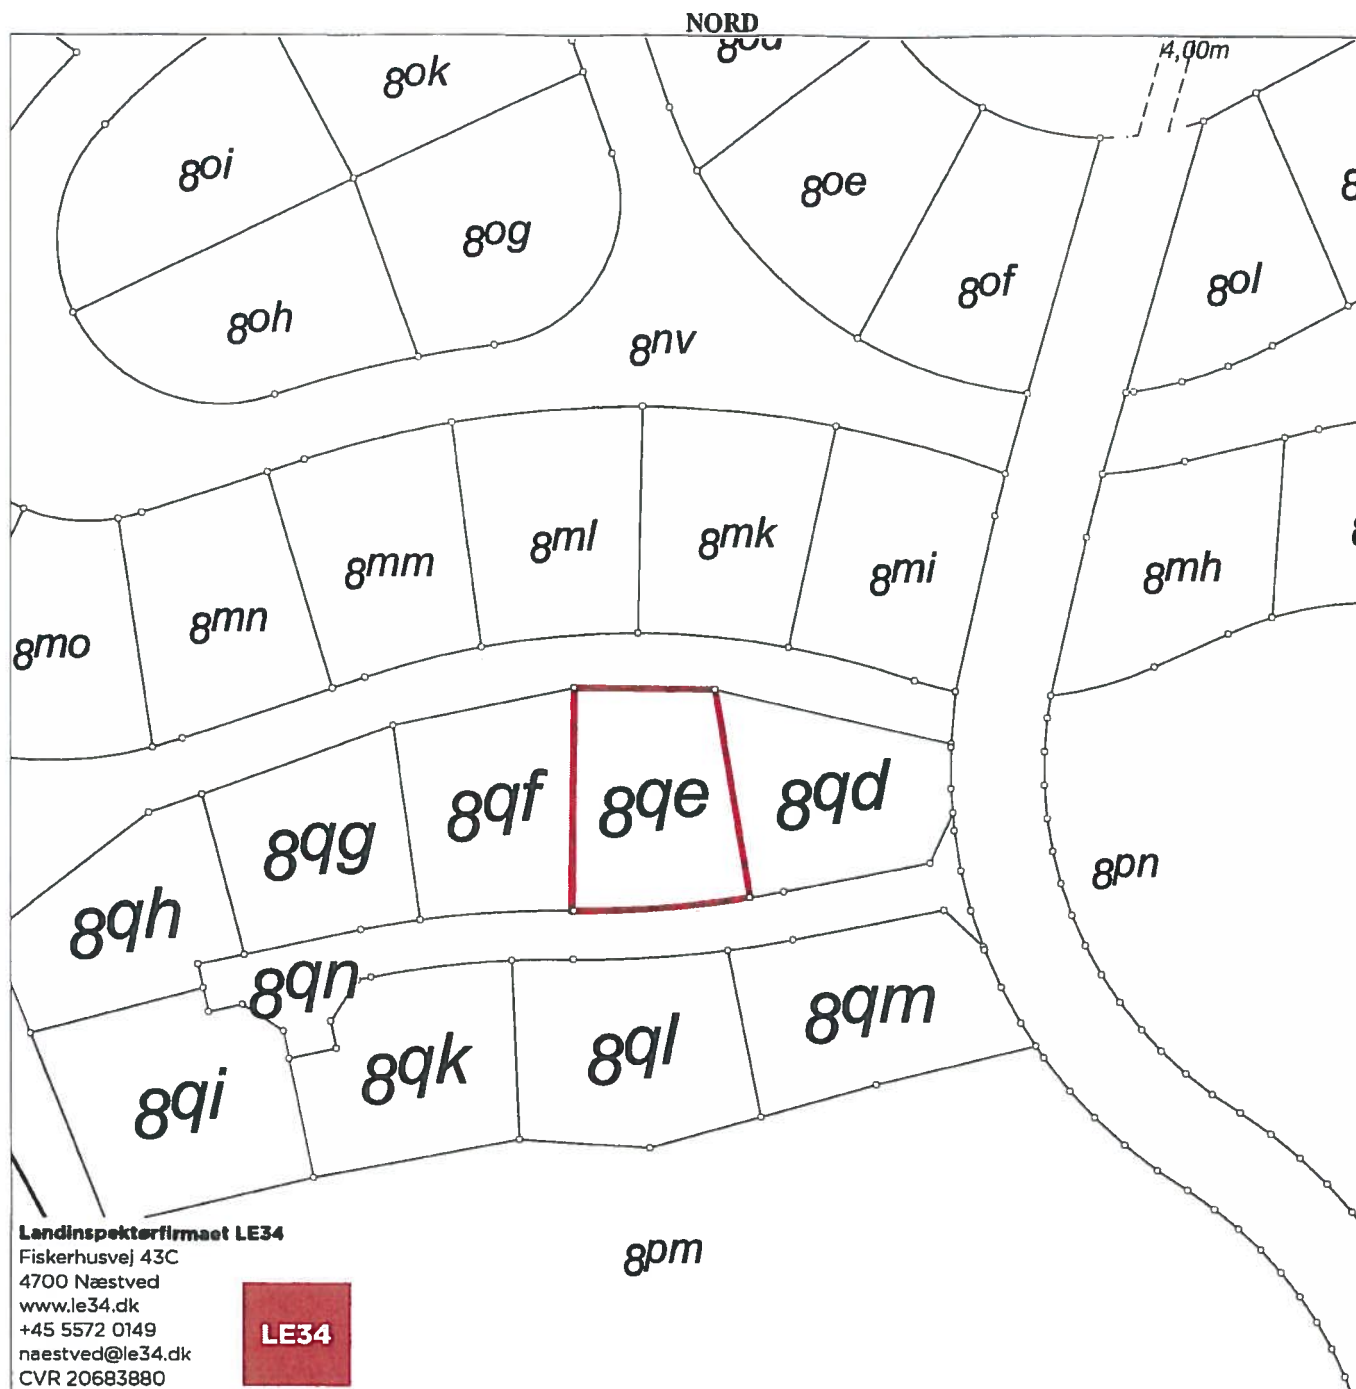 NORD
4,00m
8ok
8oi
8oe
8og
8of
8ol
8oh
8nv
8ml
8mk
8mm
8mi
8mh
8mn
8mo
8qf
8qe
8qd
8qg
8pn
8qh
8qn
8qm
8ql
8qk
8qi
8pm
Landinspektørfirmaet LE34
Fiskerhusvej 43C
4700 Næstved
www.le34.dk
+45 5572 0149
naestved@le34.dk
CVR 20683880
LE34